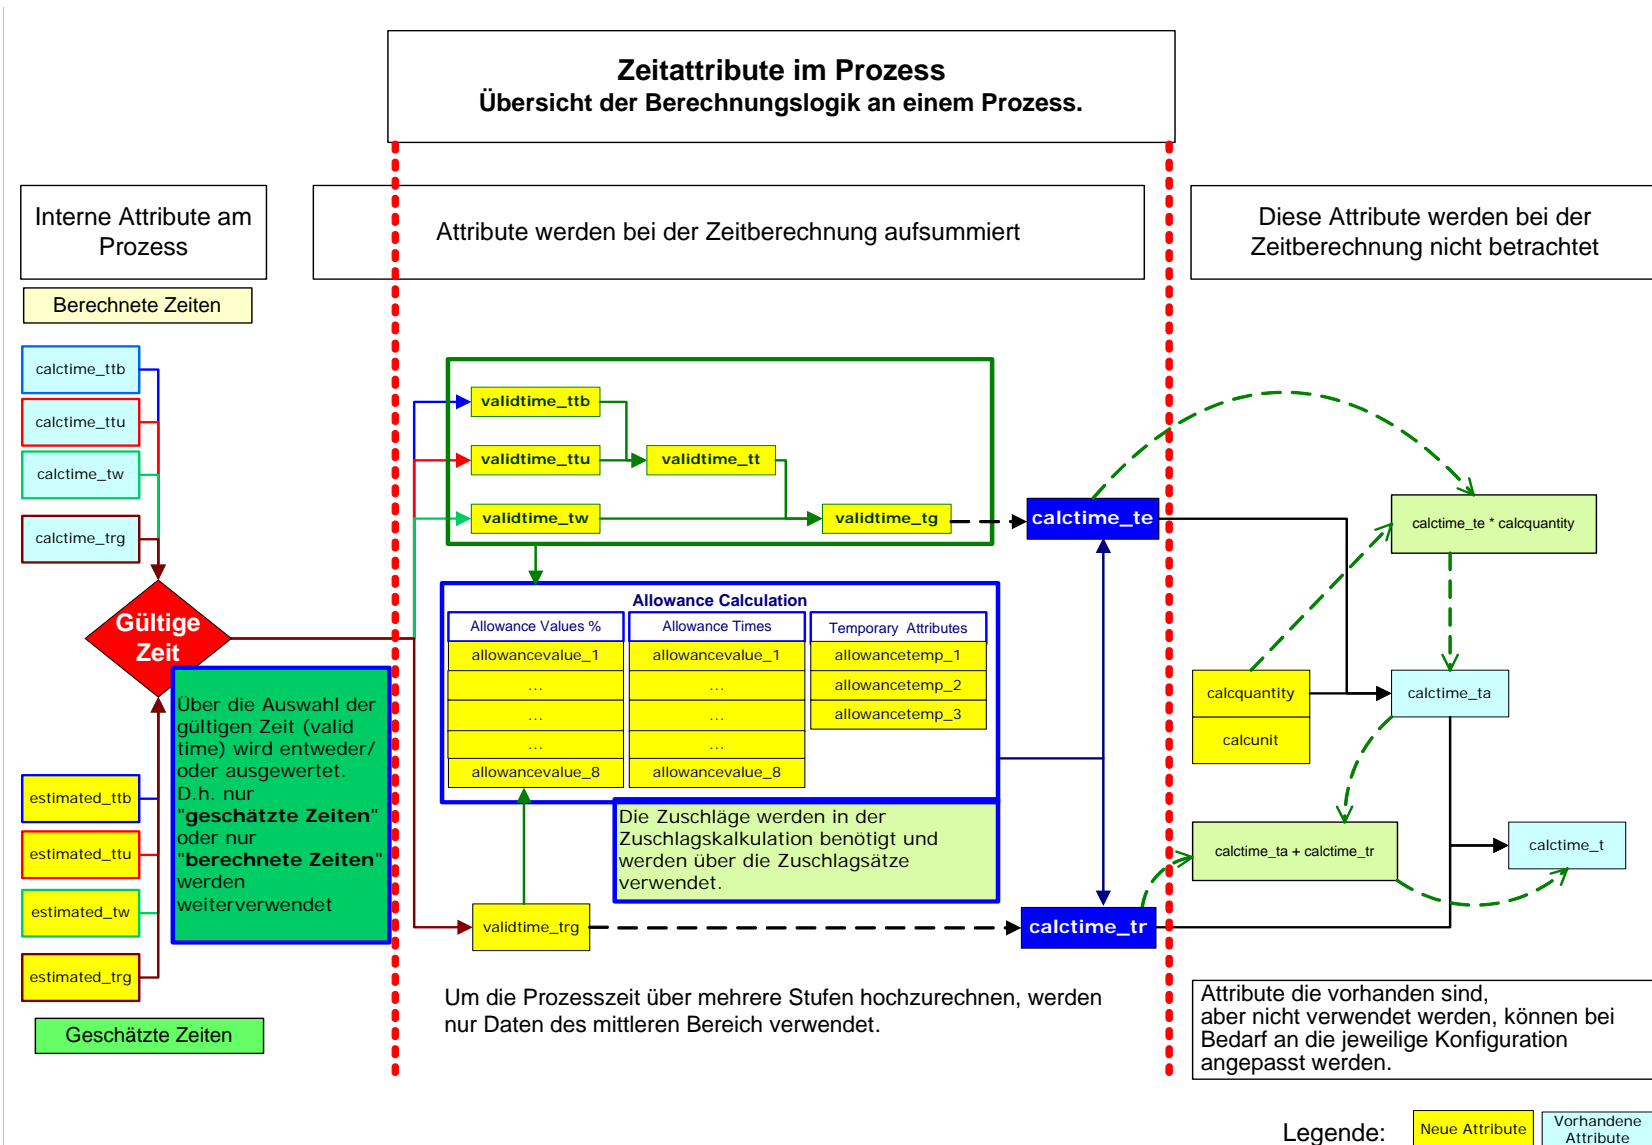 Zeitattribute im Prozess
Übersicht der Berechnungslogik an einem Prozess.
Interne Attribute am
Prozess
Attribute werden bei der Zeitberechnung aufsummiert
Diese Attribute werden bei der
Zeitberechnung nicht betrachtet
Berechnete Zeiten
calctime_ttb
calctime_ttu
calctime_tw
calctime_trg
Gültige
Zeit
Über die Auswahl der
gültigen Zeit (valid
time) wird entweder/
oder ausgewertet.
D.h. nur
"geschätzte Zeiten"
oder nur
"berechnete Zeiten"
werden
weiterverwendet
estimated_ttb
estimated_ttu
estimated_tw
estimated_trg
Geschätzte Zeiten
validtime_ttb
validtime_ttu
validtime_tt
validtime_tw
validtime_tg
calctime_te
Allowance Calculation
Allowance Values %
Allowance Times
Temporary Attributes
allowancevalue_1
allowancevalue_1
allowancetemp_1
...
...
allowancetemp_2
...
...
allowancetemp_3
...
...
allowancevalue_8
allowancevalue_8
Die Zuschläge werden in der
Zuschlagskalkulation benötigt und
werden über die Zuschlagsätze
verwendet.
validtime_trg
calctime_tr
Um die Prozesszeit über mehrere Stufen hochzurechnen, werden
nur Daten des mittleren Bereich verwendet.
calctime_te * calcquantity
calcquantity
calcunit
calctime_ta
calctime_ta + calctime_tr
calctime_t
Attribute die vorhanden sind,
aber nicht verwendet werden, können bei
Bedarf an die jeweilige Konfiguration
angepasst werden.
Legende:
Neue Attribute
Vorhandene
Attribute